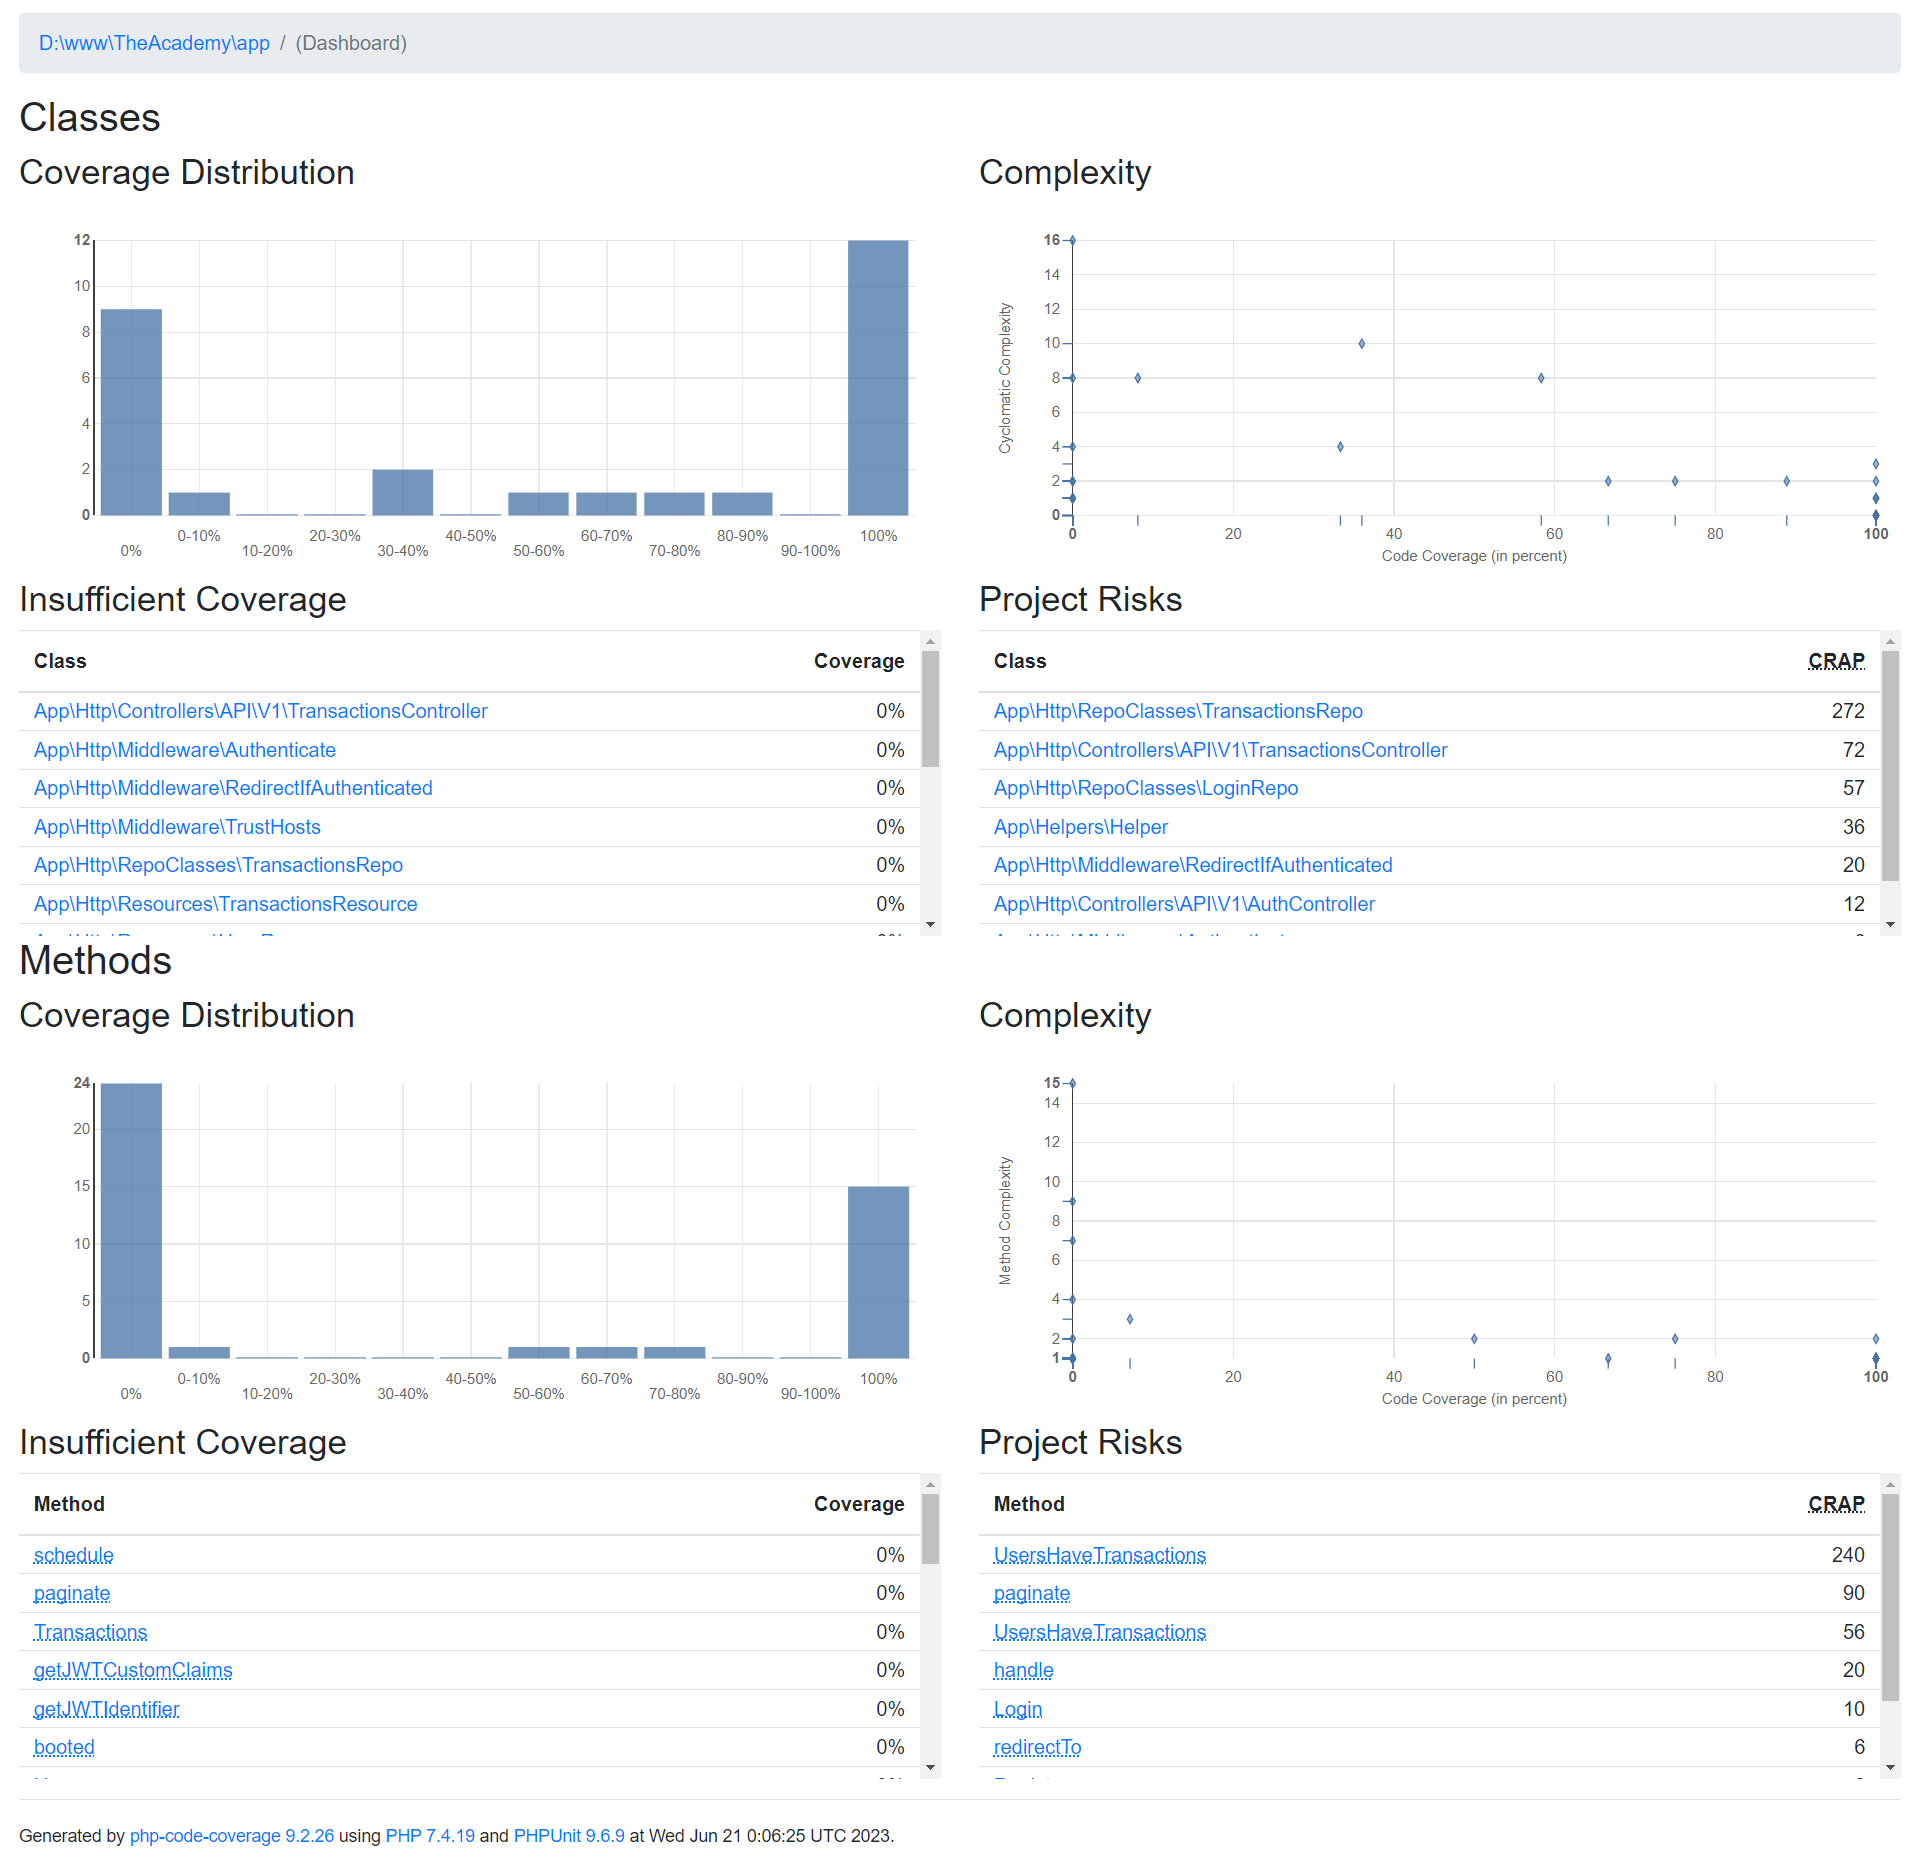 D:\www\TheAcademy\app / (Dashboard)
Classes
Coverage Distribution
12
10
8
6
4
2
0
0%
0-10%
10-20%
20-30%
30-40%
40-50%
50-60%
60-70%
70-80%
80-90%
90-100%
100%
Complexity
Cyclomatic Complexity
16
14
12
10
8
6
4
2
0
0
20
40
60
80
100
Code Coverage (in percent)
Insufficient Coverage
Class Coverage
App\Http\Controllers\API\V1\TransactionsController 0%
App\Http\Middleware\Authenticate 0%
App\Http\Middleware\RedirectIfAuthenticated 0%
App\Http\Middleware\TrustHosts 0%
App\Http\RepoClasses\TransactionsRepo 0%
App\Http\Resources\TransactionsResource 0%
Project Risks
Class CRAP
App\Http\RepoClasses\TransactionsRepo 272
App\Http\Controllers\API\V1\TransactionsController 72
App\Http\RepoClasses\LoginRepo 57
App\Helpers\Helper 36
App\Http\Middleware\RedirectIfAuthenticated 20
App\Http\Controllers\API\V1\AuthController 12
Methods
Coverage Distribution
24
20
15
10
5
0
0%
0-10%
10-20%
20-30%
30-40%
40-50%
50-60%
60-70%
70-80%
80-90%
90-100%
100%
Complexity
Method Complexity
15
14
12
10
8
6
4
2
1
0
20
40
60
80
100
Code Coverage (in percent)
Insufficient Coverage
Method Coverage
schedule 0%
paginate 0%
Transactions 0%
getJWTCustomClaims 0%
getJWTIdentifier 0%
booted 0%
Project Risks
Method CRAP
UsersHaveTransactions 240
paginate 90
UsersHaveTransactions 56
handle 20
Login 10
redirectTo 6
Generated by php-code-coverage 9.2.26 using PHP 7.4.19 and PHPUnit 9.6.9 at Wed Jun 21 0:06:25 UTC 2023.